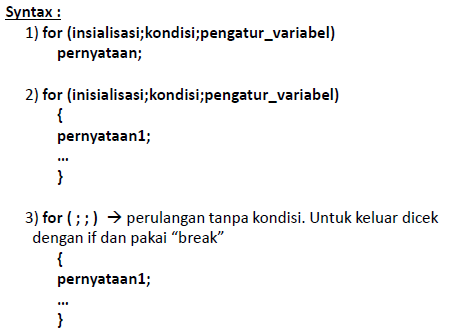 Syntax :
1) for (insialisasi;kondisi;pengatur_variabel)
pernyataan;
2) for (inisialisasi;kondisi;pengatur_variabel)
{
pernyataan1;
...
}
3) for ( ; ; ) → perulangan tanpa kondisi. Untuk keluar dicek
dengan if dan pakai “break”
{
pernyataan1;
...
}